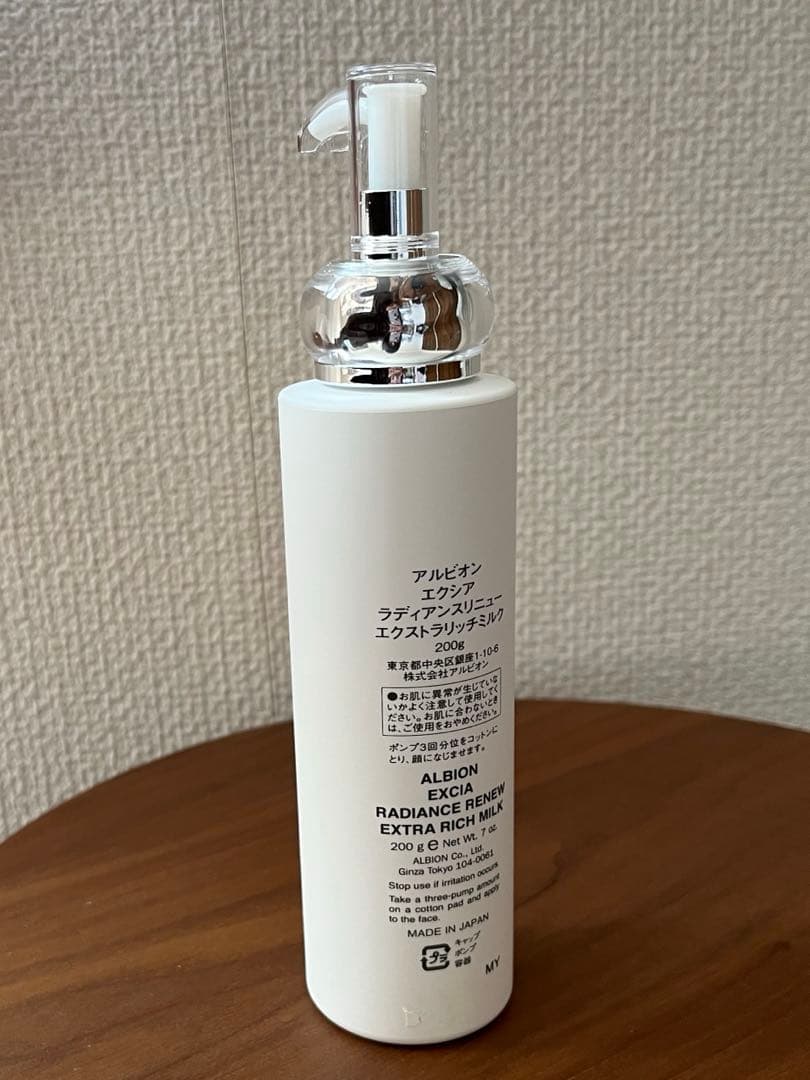 アルビオン
エクシア
ラディアンスリニュー
エクストラリッチミルク
200g
東京都中央区銀座1-10-6
株式会社アルビオン
●お肌に異常が生じていな
いかよく注意して使用してく
ださい。お肌に合わないとき
は、ご使用をおやめください。
ポンプ3回分位をコットンに
とり、顔になじませます。
ALBION
EXCIA
RADIANCE RENEW
EXTRA RICH MILK
200 g ℮ Net Wt. 7 oz.
ALBION Co., Ltd.
Ginza Tokyo 104-0061
Stop use if irritation occurs.
Take a three-pump amount
on a cotton pad and apply
to the face.
MADE IN JAPAN
プラ
キャップ
ポンプ
容器
MY